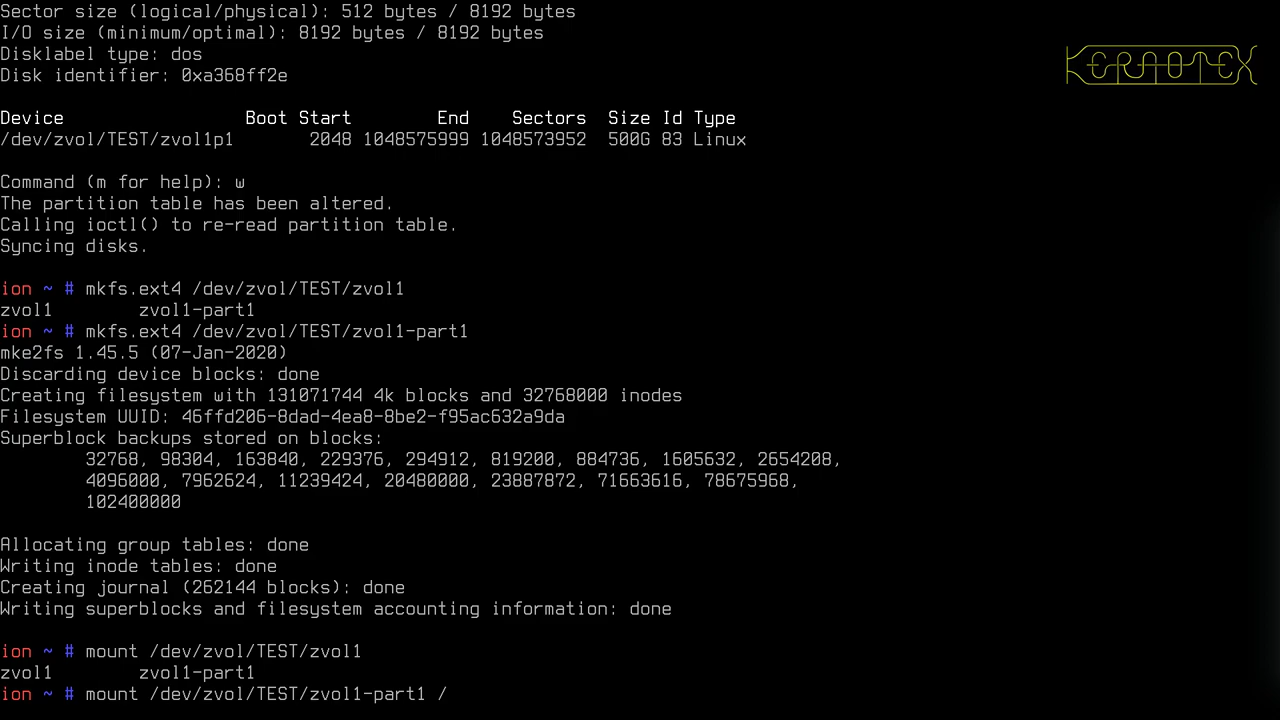 Sector size (logical/physical): 512 bytes / 8192 bytes
I/O size (minimum/optimal): 8192 bytes / 8192 bytes
Disklabel type: dos
Disk identifier: 0xa368ff2e
KERNOTEX
Device Boot Start End Sectors Size Id Type
/dev/zvol/TEST/zvol1p1 2048 1048575999 1048573952 500G 83 Linux
Command (m for help): w
The partition table has been altered.
Calling ioctl() to re-read partition table.
Syncing disks.
ion ~ # mkfs.ext4 /dev/zvol/TEST/zvol1
zvol1 zvol1-part1
ion ~ # mkfs.ext4 /dev/zvol/TEST/zvol1-part1
mke2fs 1.45.5 (07-Jan-2020)
Discarding device blocks: done
Creating filesystem with 131071744 4k blocks and 32768000 inodes
Filesystem UUID: 46ffd206-8dad-4ea8-8be2-f95ac632a9da
Superblock backups stored on blocks:
32768, 98304, 163840, 229376, 294912, 819200, 884736, 1605632, 2654208,
4096000, 7962624, 11239424, 20480000, 23887872, 71663616, 78675968,
102400000
Allocating group tables: done
Writing inode tables: done
Creating journal (262144 blocks): done
Writing superblocks and filesystem accounting information: done
ion ~ # mount /dev/zvol/TEST/zvol1
zvol1 zvol1-part1
ion ~ # mount /dev/zvol/TEST/zvol1-part1 /